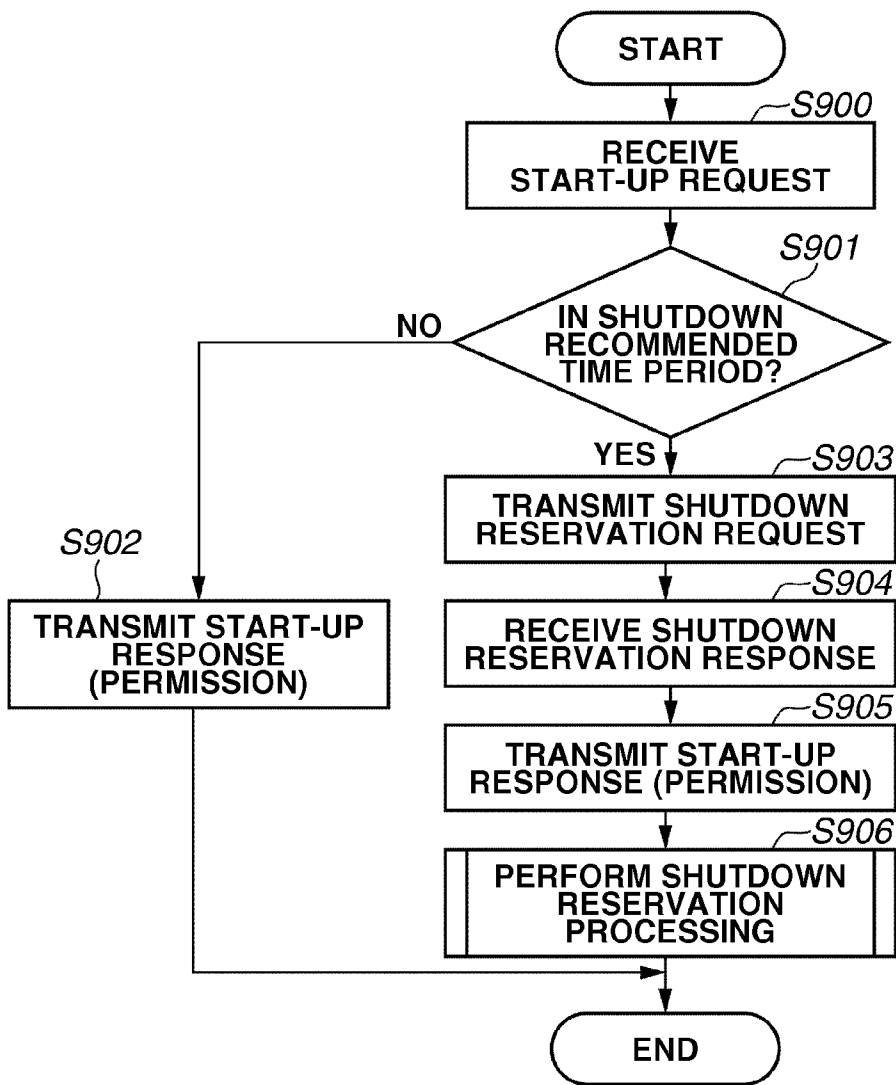 START
S900
RECEIVE
START-UP REQUEST
S901
IN SHUTDOWN
RECOMMENDED
TIME PERIOD?
NO
YES
S902
TRANSMIT START-UP
RESPONSE
(PERMISSION)
S903
TRANSMIT SHUTDOWN
RESERVATION REQUEST
S904
RECEIVE SHUTDOWN
RESERVATION RESPONSE
S905
TRANSMIT START-UP
RESPONSE (PERMISSION)
S906
PERFORM SHUTDOWN
RESERVATION
PROCESSING
END